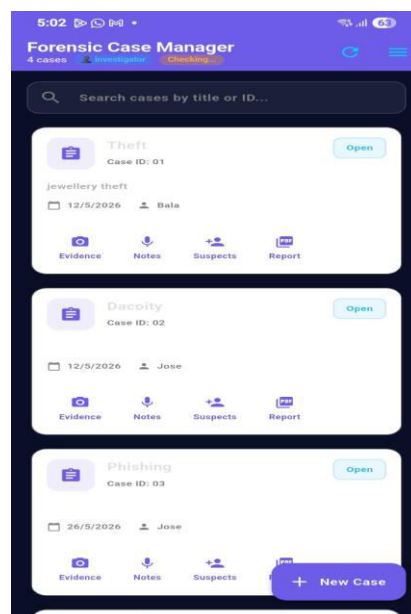 5:02
63
Forensic Case Manager
4 cases Investigator Checking...
Search cases by title or ID...
Theft
Open
Case ID: 01
jewellery theft
12/5/2026 Bala
Evidence Notes Suspects Report
Dacoity
Open
Case ID: 02
12/5/2026 Jose
PDF
Evidence Notes Suspects Report
Phishing
Open
Case ID: 03
26/5/2026 Jose
Evidence Notes Suspects
+ New Case